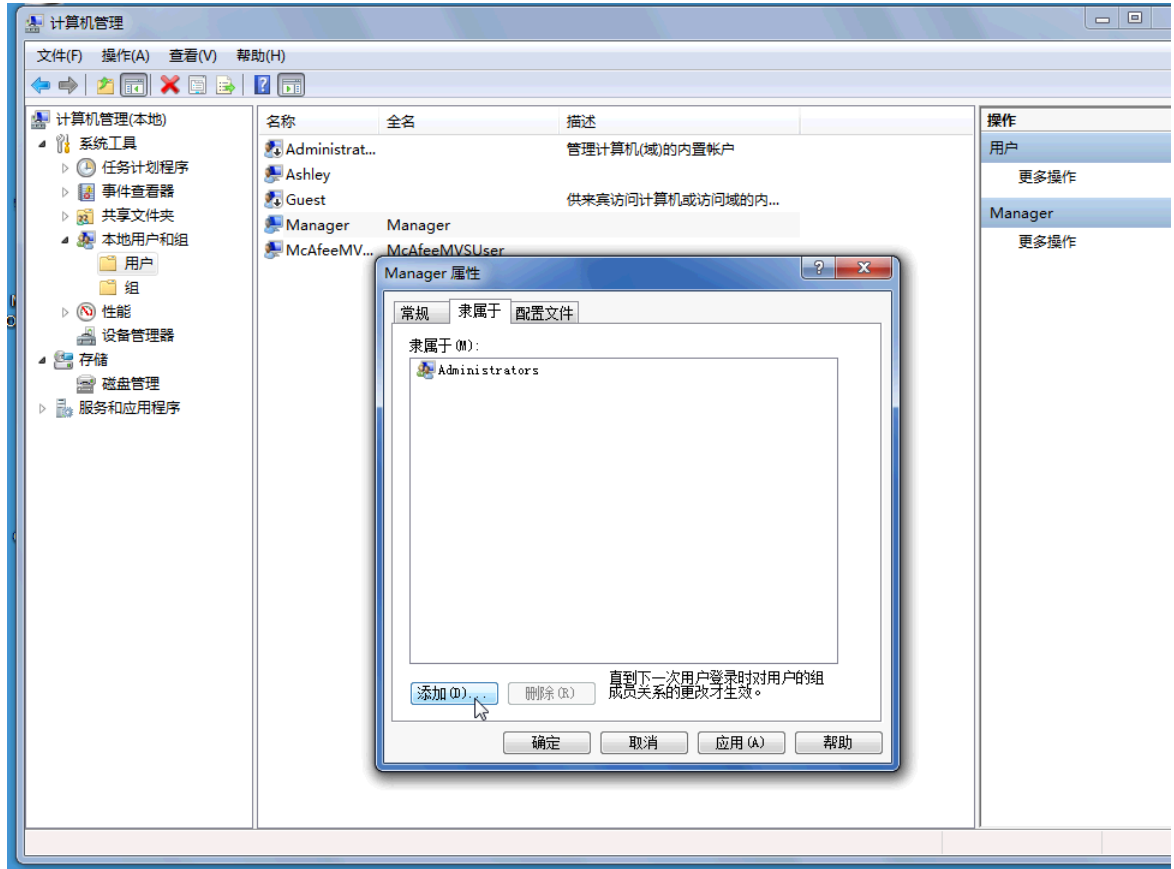 计算机管理
文件(F) 操作(A) 查看(V) 帮助(H)
计算机管理(本地)
系统工具
任务计划程序
事件查看器
共享文件夹
本地用户和组
用户
组
性能
设备管理器
存储
磁盘管理
服务和应用程序
名称 全名 描述
Administrat... 管理计算机(域)的内置帐户
Ashley
Guest 供来宾访问计算机或访问域的内...
Manager Manager
McAfeeMV... McAfeeMVSUser
操作
用户
更多操作
Manager
更多操作
Manager 属性
常规 隶属于 配置文件
隶属于(M):
Administrators
添加(D)... 删除(R)
直到下一次用户登录时对用户的组
成员关系的更改才生效。
确定 取消 应用(A) 帮助